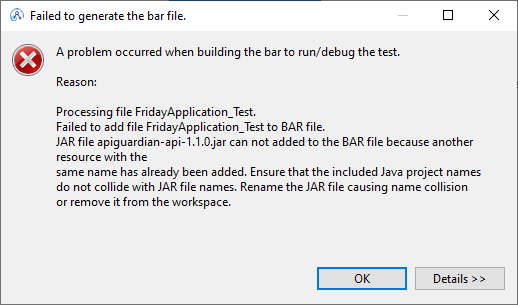 Failed to generate the bar file.
A problem occurred when building the bar to run/debug the test.
Reason:
Processing file FridayApplication_Test.
Failed to add file FridayApplication_Test to BAR file.
JAR file apiguardian-api-1.1.0.jar can not added to the BAR file because another
resource with the
same name has already been added. Ensure that the included Java project names
do not collide with JAR file names. Rename the JAR file causing name collision
or remove it from the workspace.
OK
Details >>